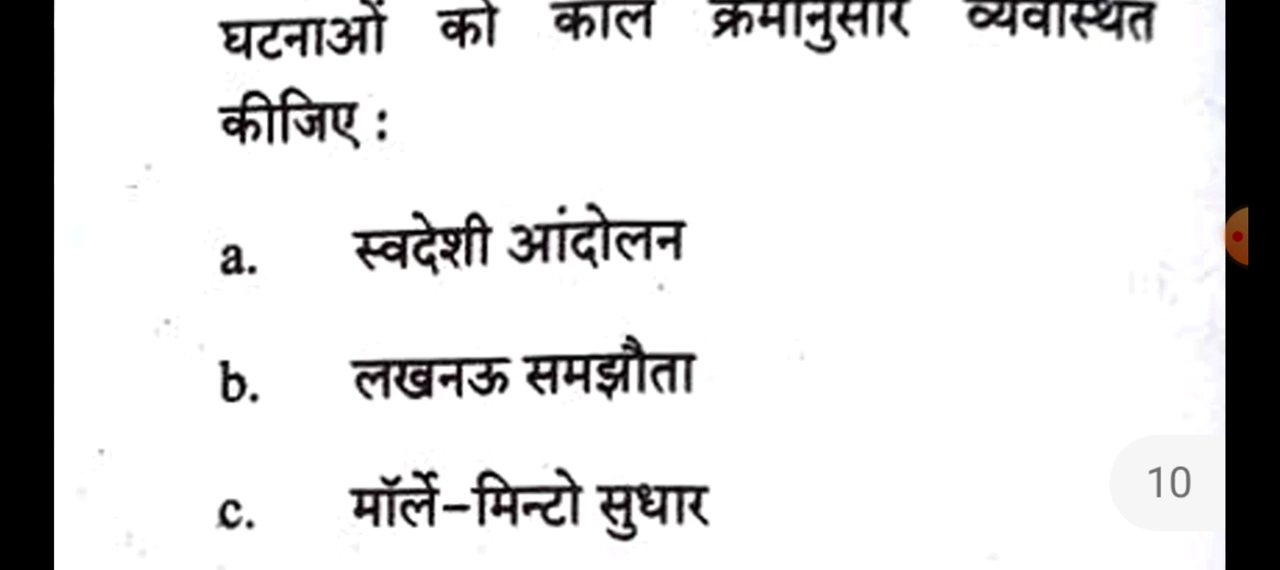 घटनाओं को काल क्रमानुसार व्यवस्थित
कीजिए :
a. स्वदेशी आंदोलन
b. लखनऊ समझौता
c. मॉर्ले-मिन्टो सुधार
10